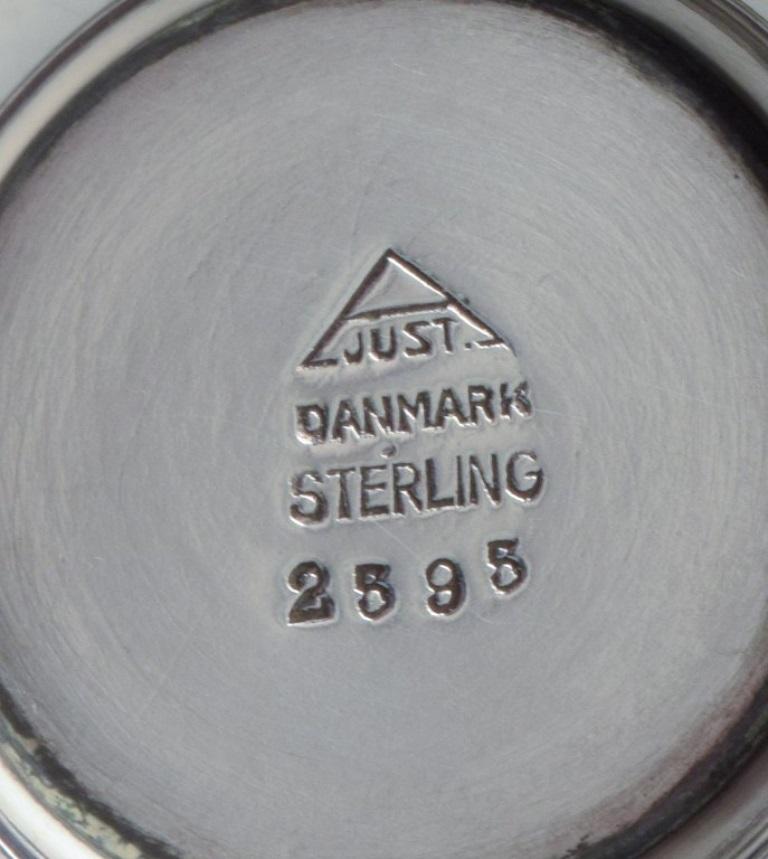 JUST.
DANMARK
STERLING
2595